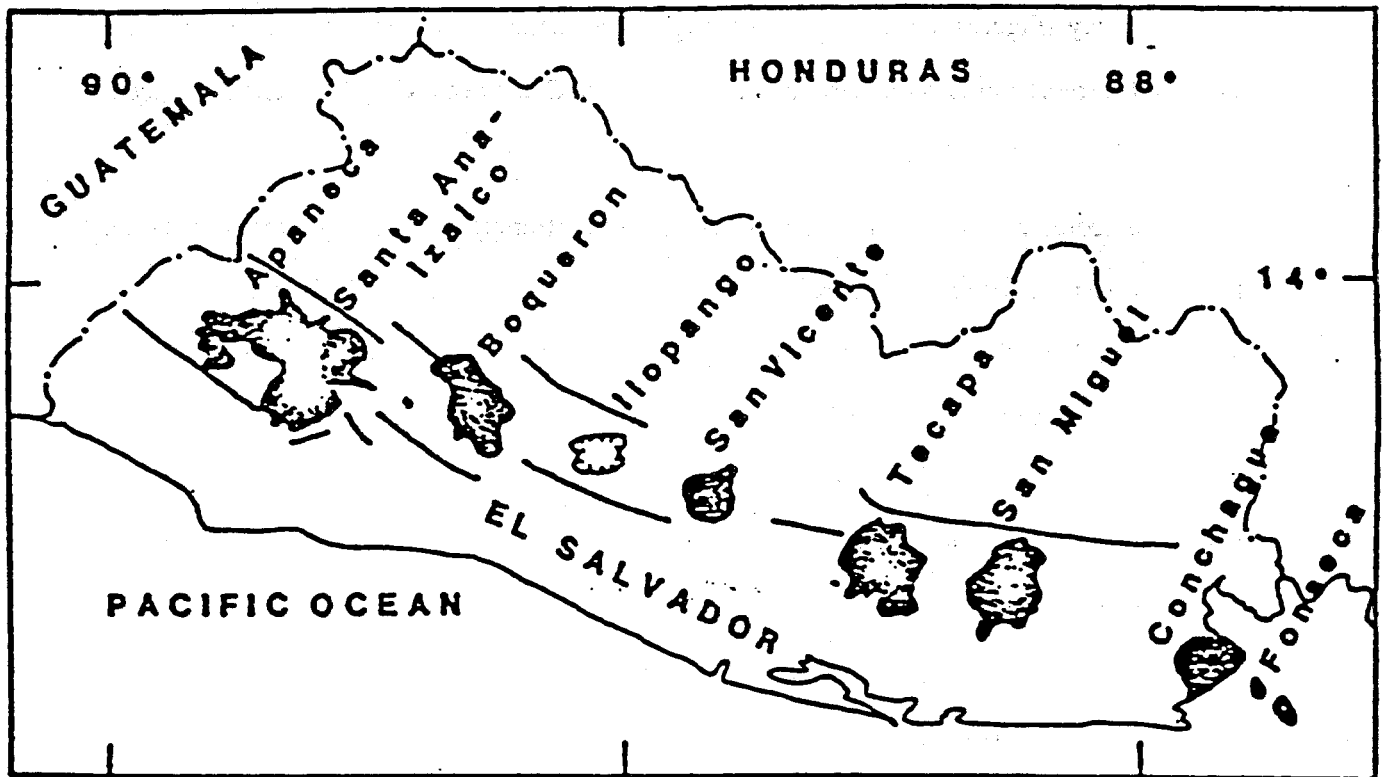 90°
HONDURAS
88°
GUATEMALA
Apaneca
Santa Ana-
Izalco
Boqueron
Ilopango
San Vicente
14°
Tecapa
San Miguel
Conchagua
Fonseca
EL SALVADOR
PACIFIC OCEAN